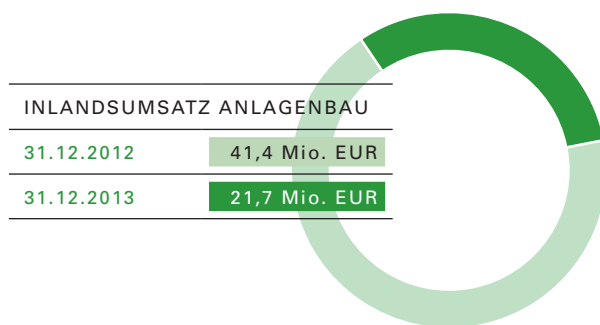 INLANDSUMSATZ ANLAGENBAU
31.12.2012 41,4 Mio. EUR
31.12.2013 21,7 Mio. EUR